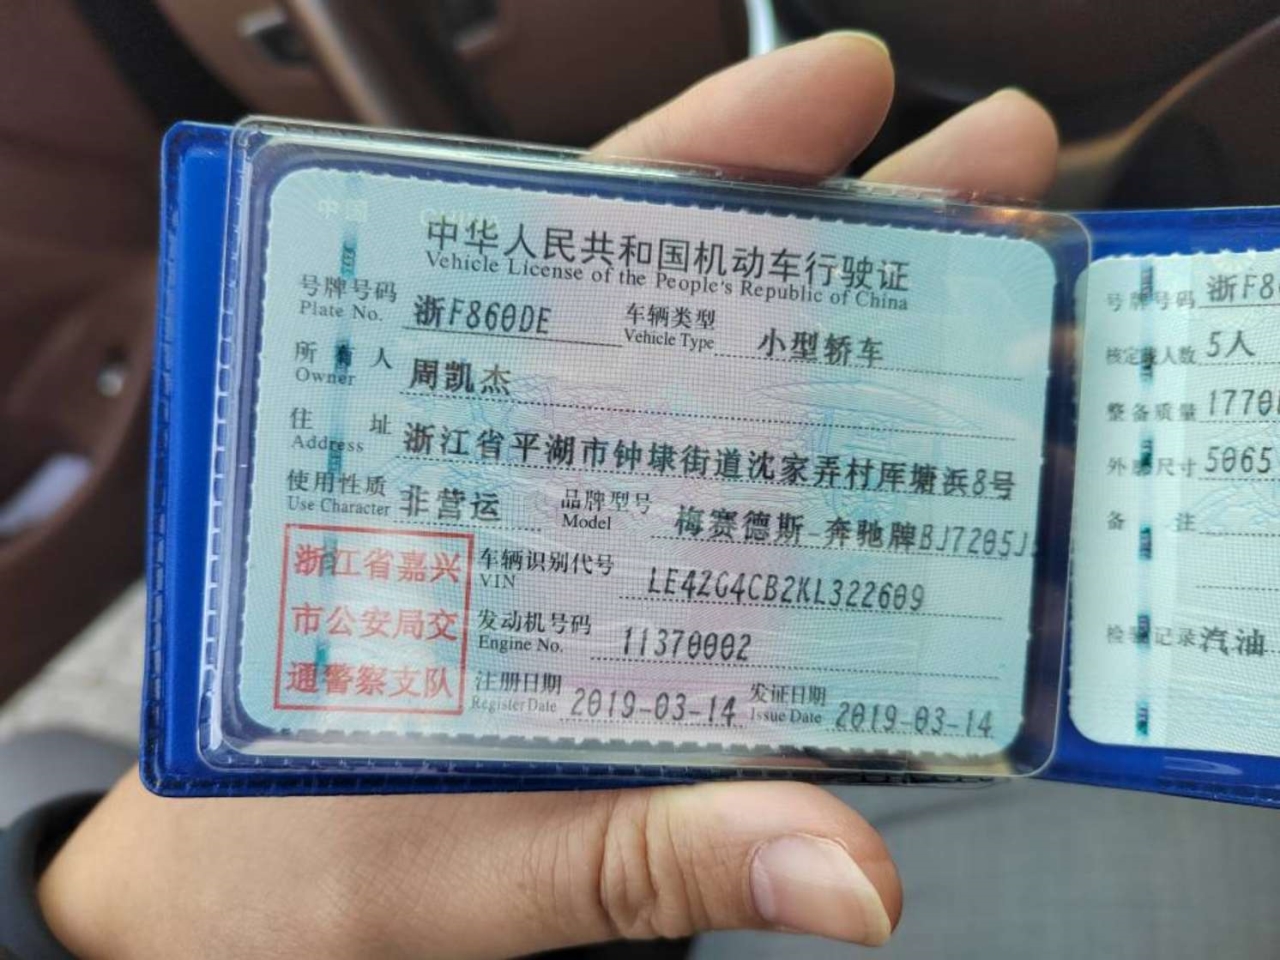 中华人民共和国机动车行驶证
Vehicle License of the People's Republic of China
号牌号码 浙F860DE 车辆类型 小型轿车
Plate No. Vehicle Type
所有人 周凯杰
Owner
住址 浙江省平湖市钟埭街道沈家弄村厍塘浜8号
Address
使用性质 非营运 品牌型号 梅赛德斯-奔驰牌BJ7205J
Use Character Model
浙江省嘉兴
市公安局交
通警察支队
车辆识别代号 LE4ZG4CB2KL322609
VIN
发动机号码 11370002
Engine No.
注册日期 2019-03-14 发证日期 2019-03-14
Register Date Issue Date
号牌号码 浙F8
核定载人数 5人
整备质量 1770
外廓尺寸 5065
备注
检验记录 汽油